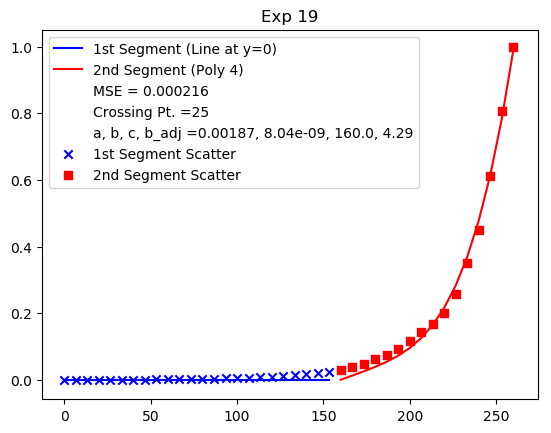 Exp 19
1st Segment (Line at y=0)
2nd Segment (Poly 4)
MSE = 0.000216
Crossing Pt. =25
a, b, c, b_adj =0.00187, 8.04e-09, 160.0, 4.29
1st Segment Scatter
2nd Segment Scatter
1.0
0.8
0.6
0.4
0.2
0.0
0 50 100 150 200 250